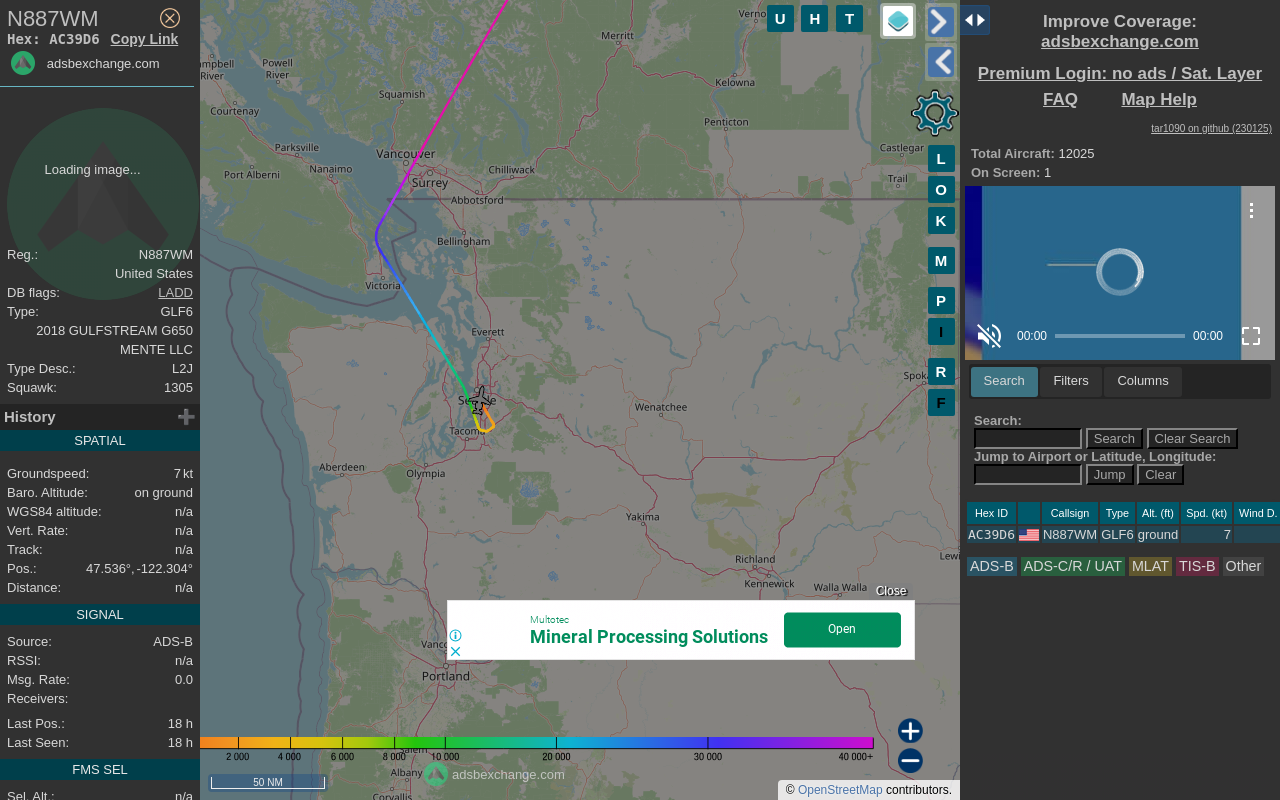 N887WM
Hex: AC39D6 Copy Link
adsbexchange.com
Loading image...
Reg.: N887WM
United States
DB flags: LADD
Type: GLF6
2018 GULFSTREAM G650
MENTE LLC
Type Desc.: L2J
Squawk: 1305
History
SPATIAL
Groundspeed: 7 kt
Baro. Altitude: on ground
WGS84 altitude: n/a
Vert. Rate: n/a
Track: n/a
Pos.: 47.536°, -122.304°
Distance: n/a
SIGNAL
Source: ADS-B
RSSI: n/a
Msg. Rate: 0.0
Receivers:
Last Pos.: 18 h
Last Seen: 18 h
FMS SEL
Sel. Alt.: n/a
River
Powell
River
Courtenay
Squamish
Merritt
Kelowna
Penticton
Castlegar
Trail
Parksville
Nanaimo
Port Alberni
Vancouver
Surrey
Chilliwack
Abbotsford
Bellingham
Victoria
Everett
Wenatchee
Aberdeen
Olympia
Yakima
Richland
Kennewick
Walla Walla
Portland
Albany
Corvallis
U H T
L
O
K
M
P
I
R
F
Close
Multotec
Mineral Processing Solutions
Open
2 000 4 000 6 000 8 000 10 000 20 000 30 000 40 000+
50 NM
adsbexchange.com
© OpenStreetMap contributors.
Improve Coverage:
adsbexchange.com
Premium Login: no ads / Sat. Layer
FAQ Map Help
tar1090 on github (230125)
Total Aircraft: 12025
On Screen: 1
00:00 00:00
Search Filters Columns
Search:
Search Clear Search
Jump to Airport or Latitude, Longitude:
Jump Clear
Hex ID Callsign Type Alt. (ft) Spd. (kt) Wind D.
AC39D6 N887WM GLF6 ground 7
ADS-B ADS-C/R / UAT MLAT TIS-B Other